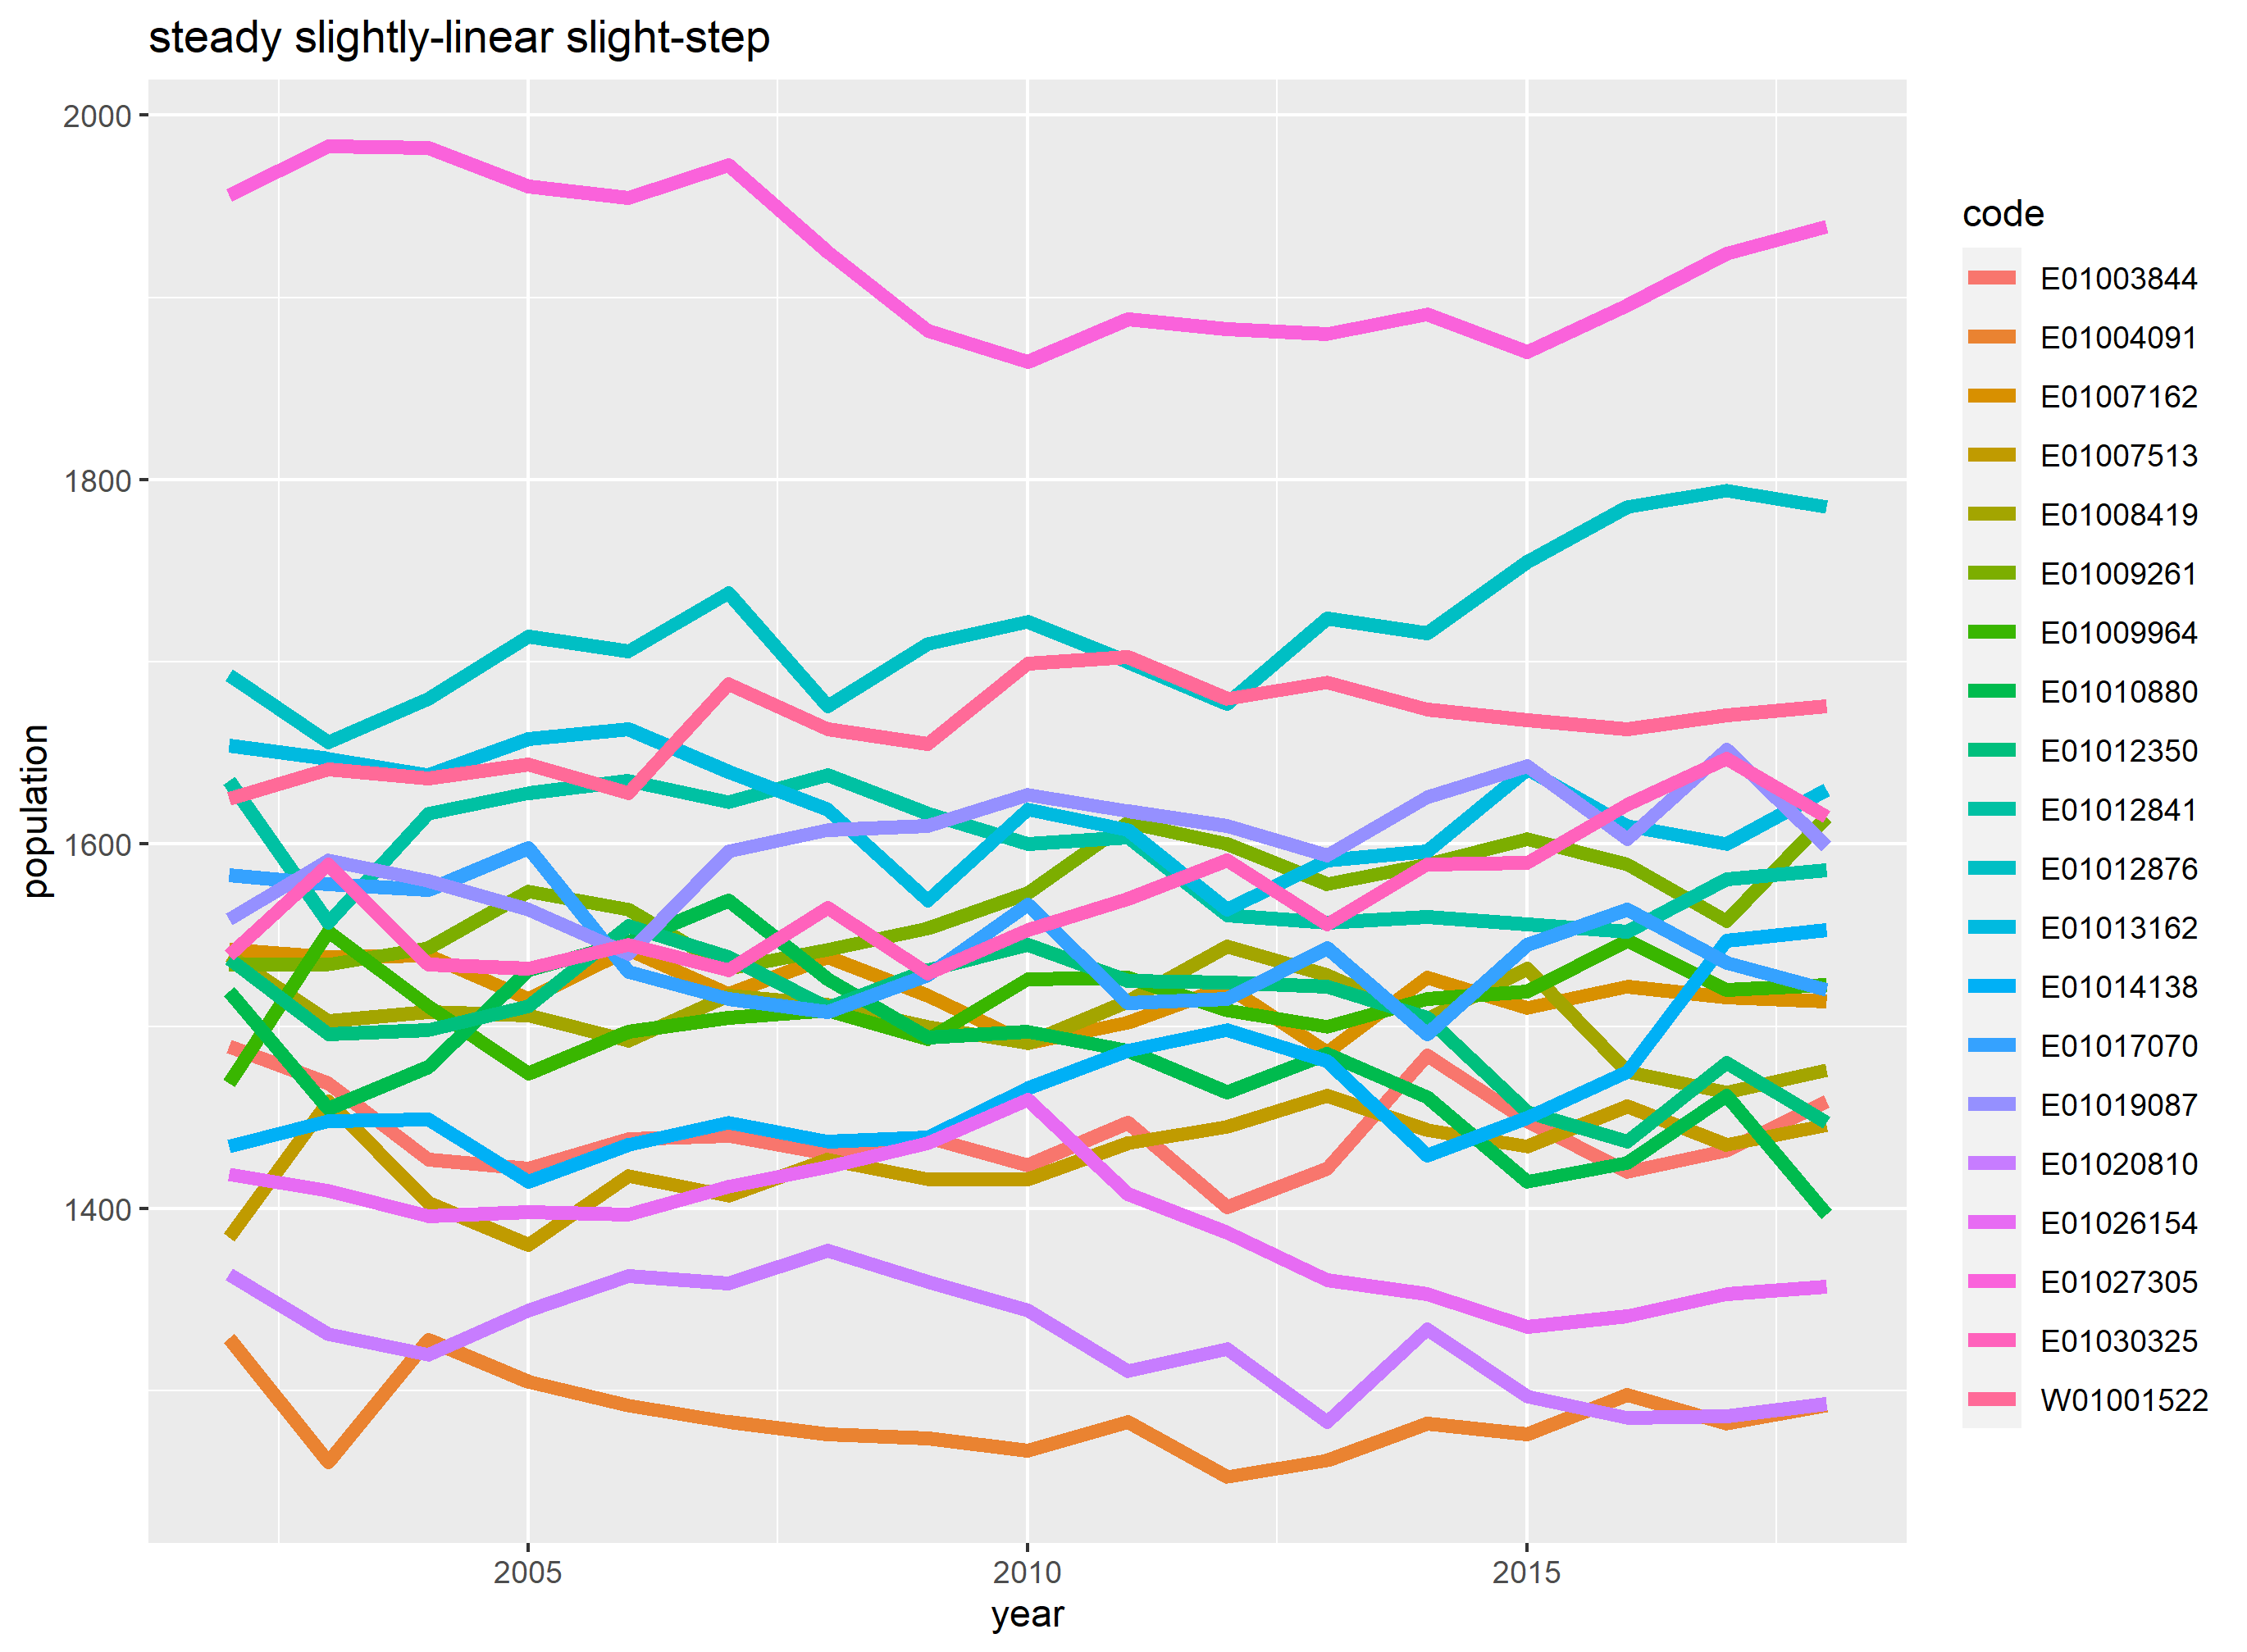 steady slightly-linear slight-step
2000
1800
1600
1400
population
2005
2010
2015
year
code
E01003844
E01004091
E01007162
E01007513
E01008419
E01009261
E01009964
E01010880
E01012350
E01012841
E01012876
E01013162
E01014138
E01017070
E01019087
E01020810
E01026154
E01027305
E01030325
W01001522